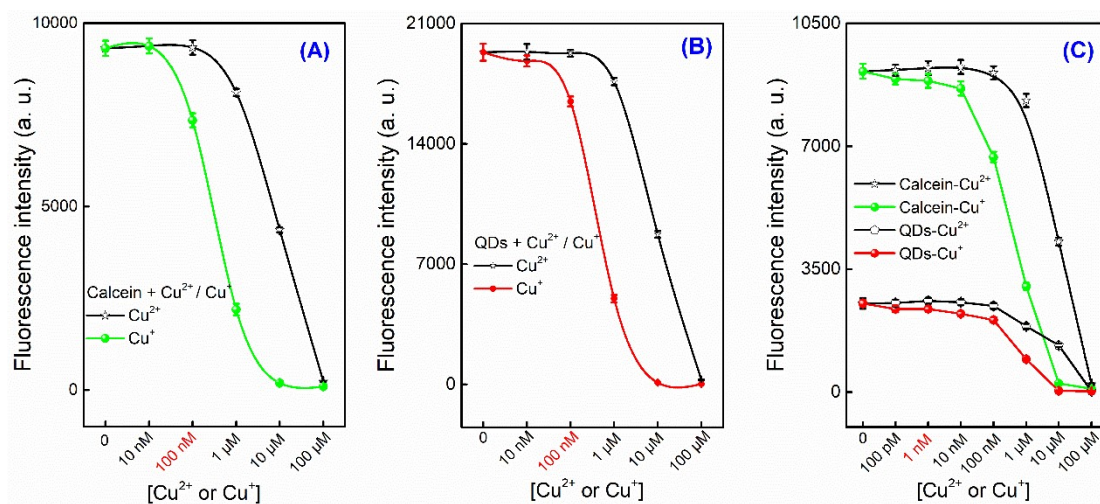 (A)
Fluorescence intensity (a. u.)
10000
5000
0
Calcein + Cu²⁺ / Cu⁺
Cu²⁺
Cu⁺
0
10 nM
100 nM
1 µM
10 µM
100 µM
[Cu²⁺ or Cu⁺]
(B)
Fluorescence intensity (a. u.)
21000
14000
7000
0
QDs + Cu²⁺ / Cu⁺
Cu²⁺
Cu⁺
0
10 nM
100 nM
1 µM
10 µM
100 µM
[Cu²⁺ or Cu⁺]
(C)
Fluorescence intensity (a. u.)
10500
7000
3500
0
Calcein-Cu²⁺
Calcein-Cu⁺
QDs-Cu²⁺
QDs-Cu⁺
0
100 pM
1 nM
10 nM
100 nM
1 µM
10 µM
100 µM
[Cu²⁺ or Cu⁺]